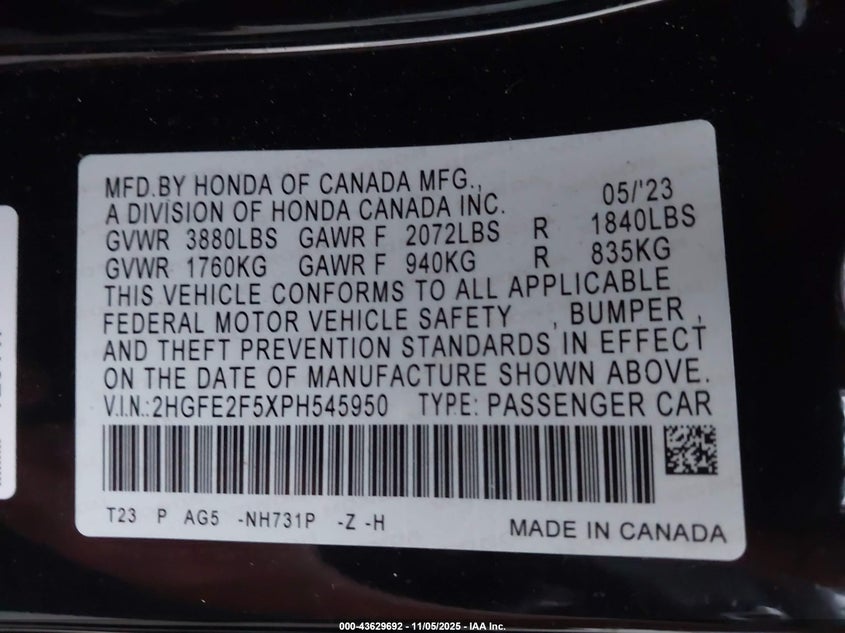 MFD.BY HONDA OF CANADA MFG.,
A DIVISION OF HONDA CANADA INC. 05/'23
GVWR 3880LBS GAWR F 2072LBS R 1840LBS
GVWR 1760KG GAWR F 940KG R 835KG
THIS VEHICLE CONFORMS TO ALL APPLICABLE
FEDERAL MOTOR VEHICLE SAFETY , BUMPER ,
AND THEFT PREVENTION STANDARDS IN EFFECT
ON THE DATE OF MANUFACTURE SHOWN ABOVE.
V.I.N.:2HGFE2F5XPH545950 TYPE: PASSENGER CAR
T23 P AG5 -NH731P -Z -H
MADE IN CANADA
000-43629692 - 11/05/2025 - IAA Inc.